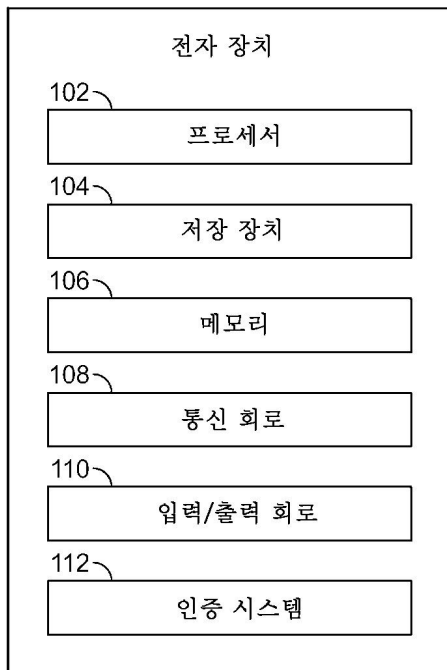 전자 장치
102
프로세서
104
저장 장치
106
메모리
108
통신 회로
110
입력/출력 회로
112
인증 시스템